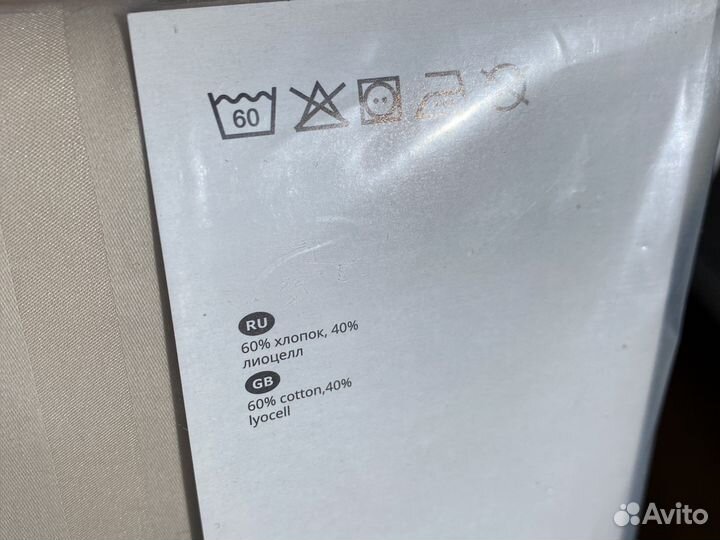 60
RU
60% хлопок, 40%
лиоцелл
GB
60% cotton,40%
lyocell
Avito